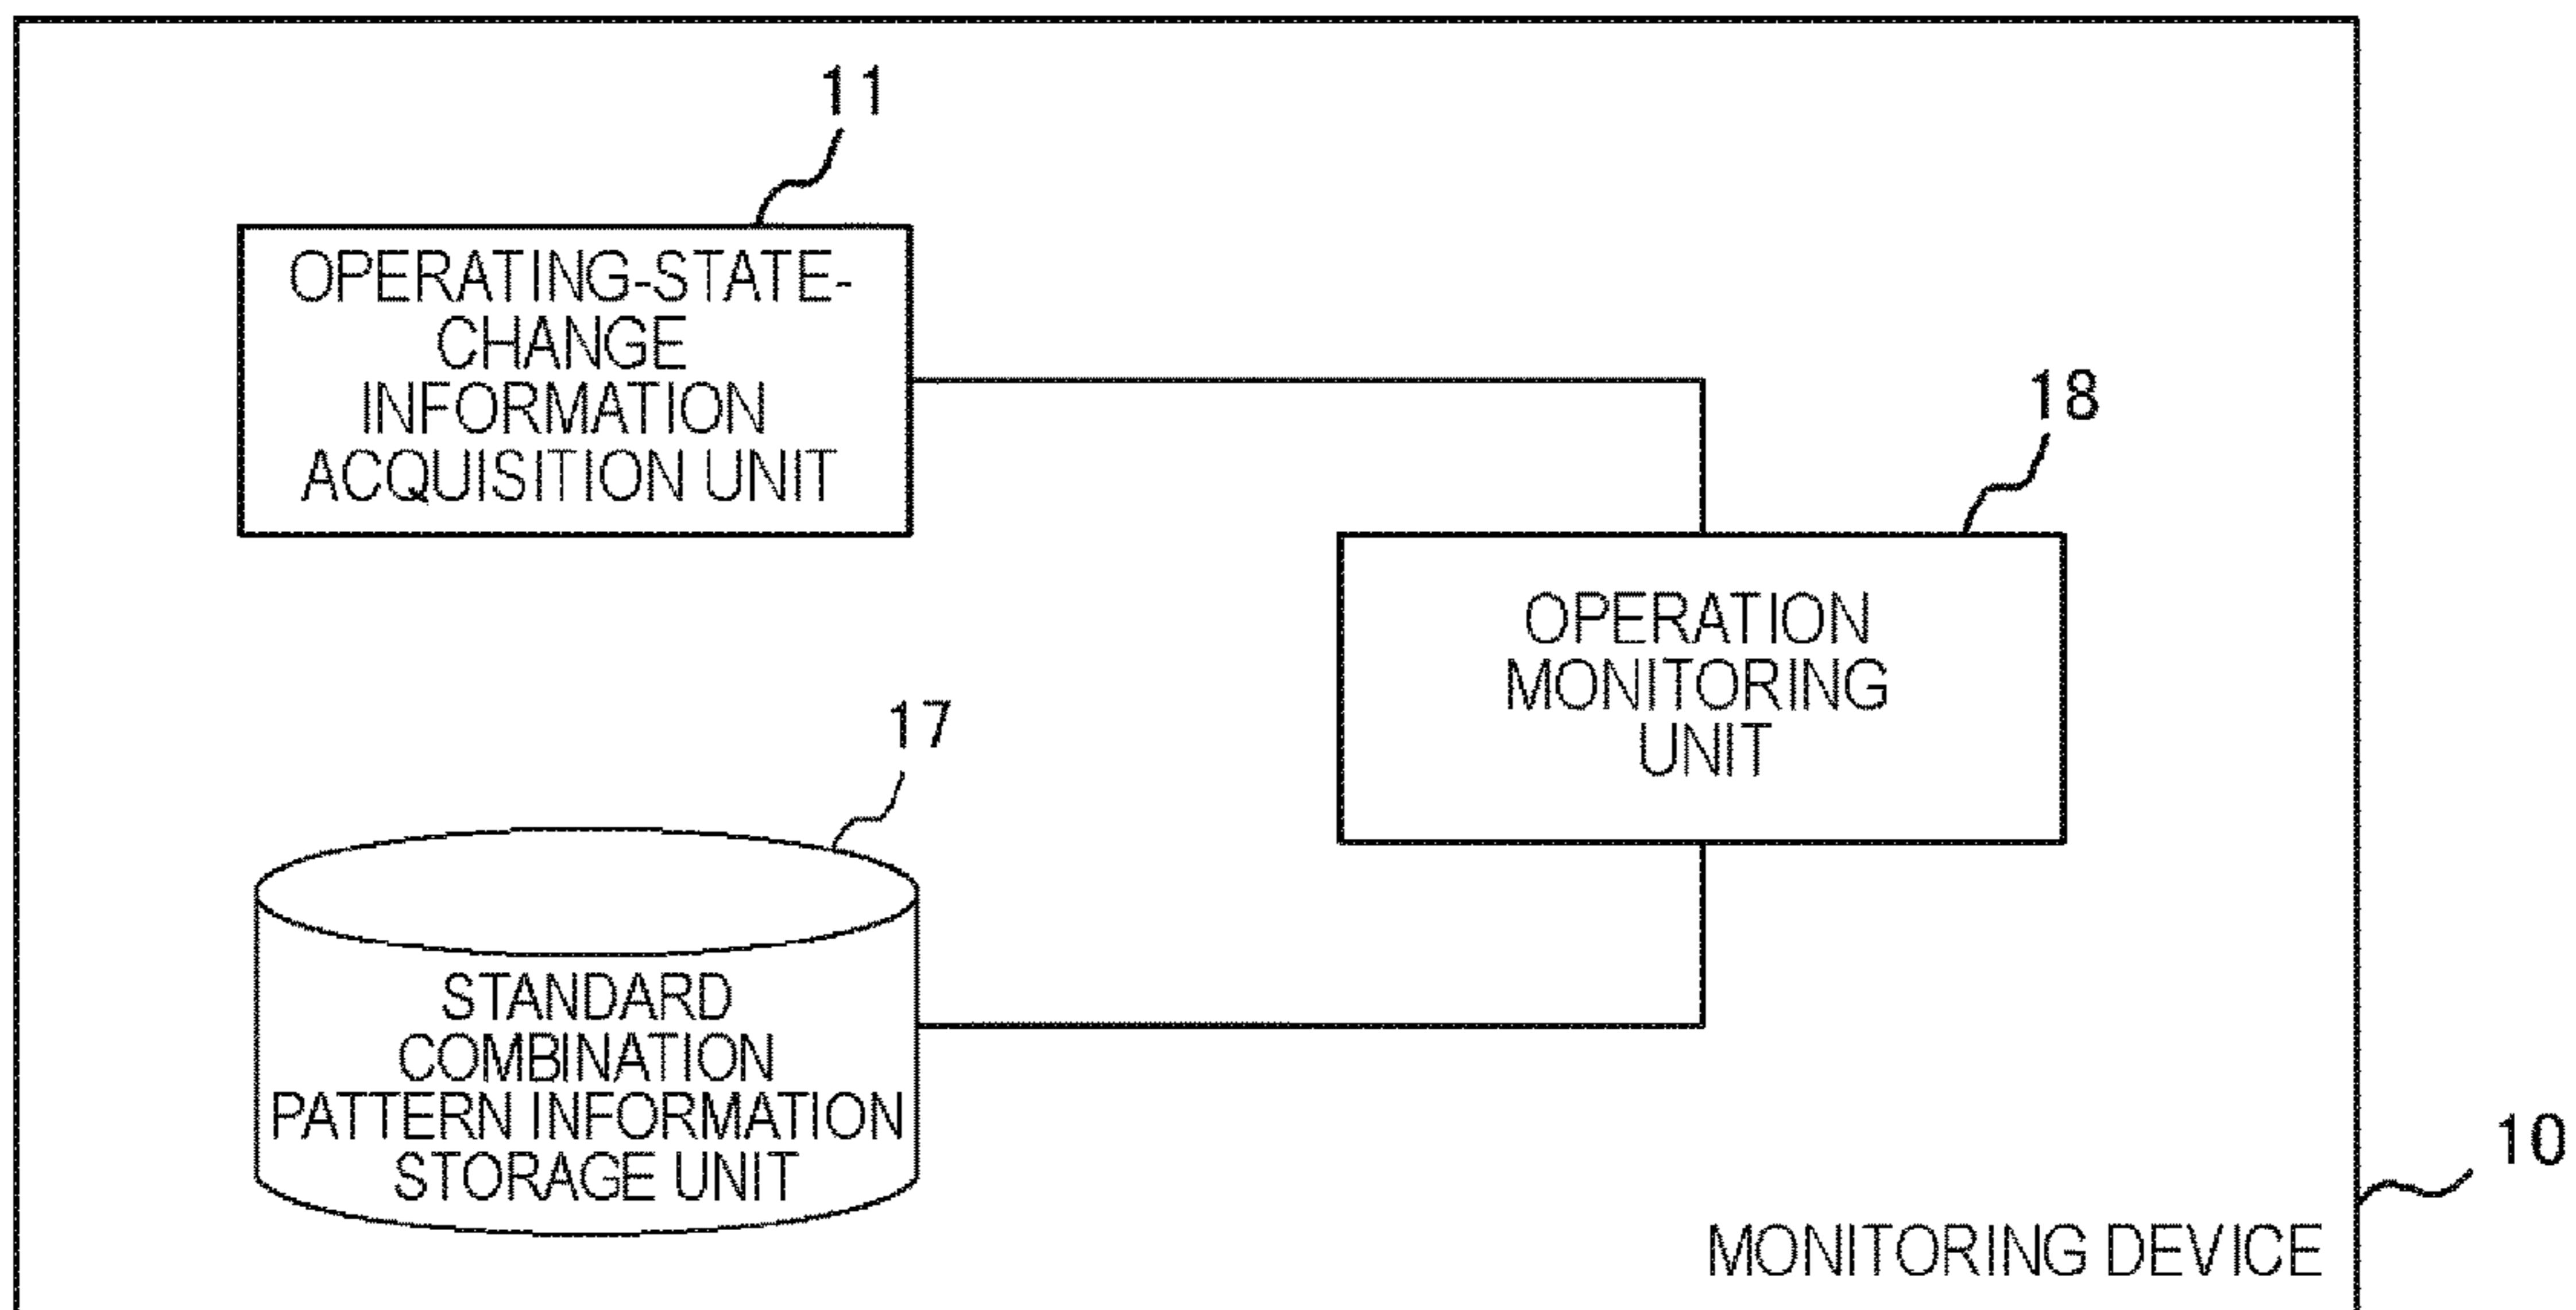 11
OPERATING-STATE-
CHANGE
INFORMATION
ACQUISITION UNIT
18
OPERATION
MONITORING
UNIT
17
STANDARD
COMBINATION
PATTERN INFORMATION
STORAGE UNIT
10
MONITORING DEVICE